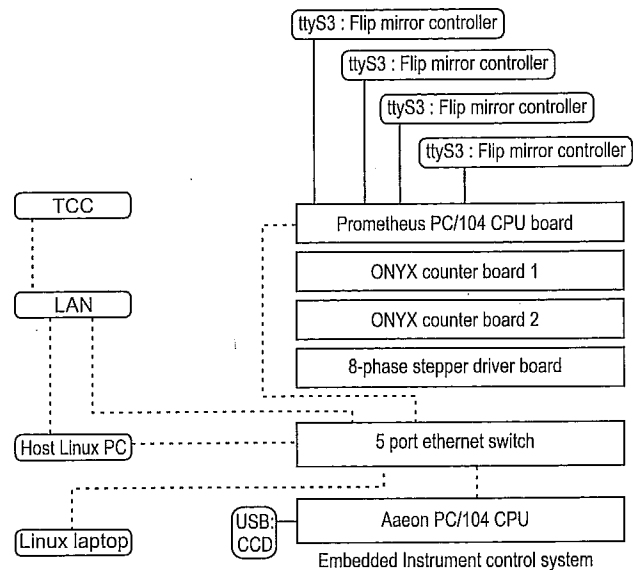 ttyS3 : Flip mirror controller
ttyS3 : Flip mirror controller
ttyS3 : Flip mirror controller
ttyS3 : Flip mirror controller
TCC
Prometheus PC/104 CPU board
ONYX counter board 1
LAN
ONYX counter board 2
8-phase stepper driver board
Host Linux PC
5 port ethernet switch
USB:
CCD
Aaeon PC/104 CPU
Linux laptop
Embedded Instrument control system